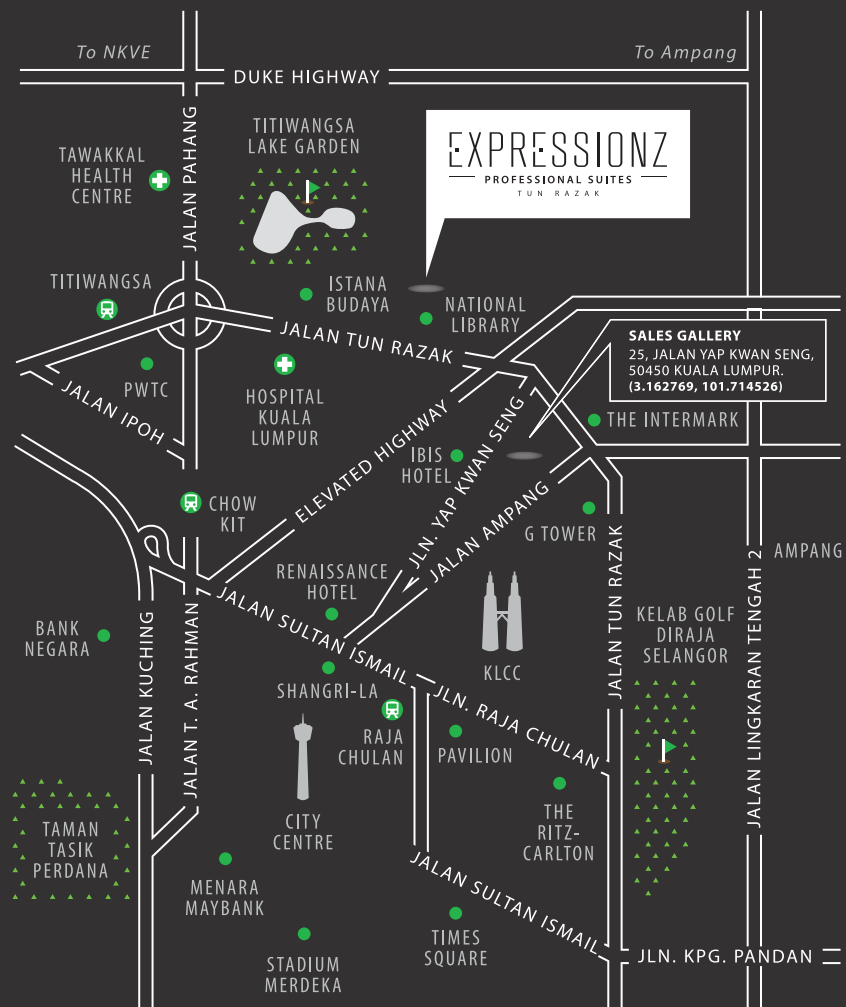 To NKVE
To Ampang
DUKE HIGHWAY
JALAN PAHANG
TITIWANGSA
LAKE GARDEN
EXPRESSIONZ
PROFESSIONAL SUITES
TUN RAZAK
TAWAKKAL
HEALTH
CENTRE
TITIWANGSA
ISTANA
BUDAYA
NATIONAL
LIBRARY
JALAN TUN RAZAK
SALES GALLERY
25, JALAN YAP KWAN SENG,
50450 KUALA LUMPUR.
(3.162769, 101.714526)
PWTC
JALAN IPOH
HOSPITAL
KUALA
LUMPUR
ELEVATED HIGHWAY
THE INTERMARK
IBIS
HOTEL
JLN. YAP KWAN SENG
JALAN AMPANG
CHOW
KIT
G TOWER
JALAN TUN RAZAK
AMPANG
JALAN LINGKARAN TENGAH 2
RENAISSANCE
HOTEL
JALAN SULTAN ISMAIL
KELAB GOLF
DIRAJA
SELANGOR
BANK
NEGARA
JALAN KUCHING
JALAN T. A. RAHMAN
KLCC
SHANGRI-LA
JLN. RAJA CHULAN
RAJA
CHULAN
PAVILION
CITY
CENTRE
THE
RITZ-
CARLTON
TAMAN
TASIK
PERDANA
MENARA
MAYBANK
JALAN SULTAN ISMAIL
TIMES
SQUARE
STADIUM
MERDEKA
JLN. KPG. PANDAN